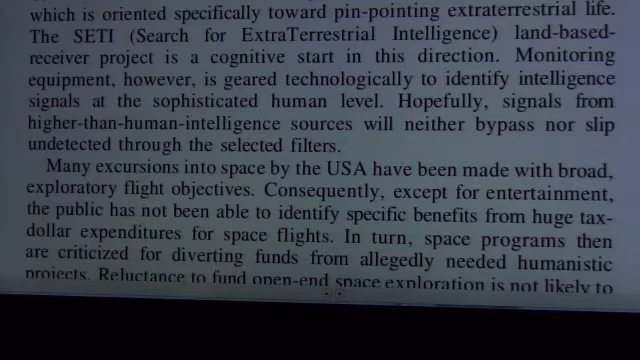 which is oriented specifically toward pin-pointing extraterrestrial life.
The SETI (Search for ExtraTerrestrial Intelligence) land-based-
receiver project is a cognitive start in this direction. Monitoring
equipment, however, is geared technologically to identify intelligence
signals at the sophisticated human level. Hopefully, signals from
higher-than-human-intelligence sources will neither bypass nor slip
undetected through the selected filters.
Many excursions into space by the USA have been made with broad,
exploratory flight objectives. Consequently, except for entertainment,
the public has not been able to identify specific benefits from huge tax-
dollar expenditures for space flights. In turn, space programs then
are criticized for diverting funds from allegedly needed humanistic
projects. Reluctance to fund open-end space exploration is not likely to